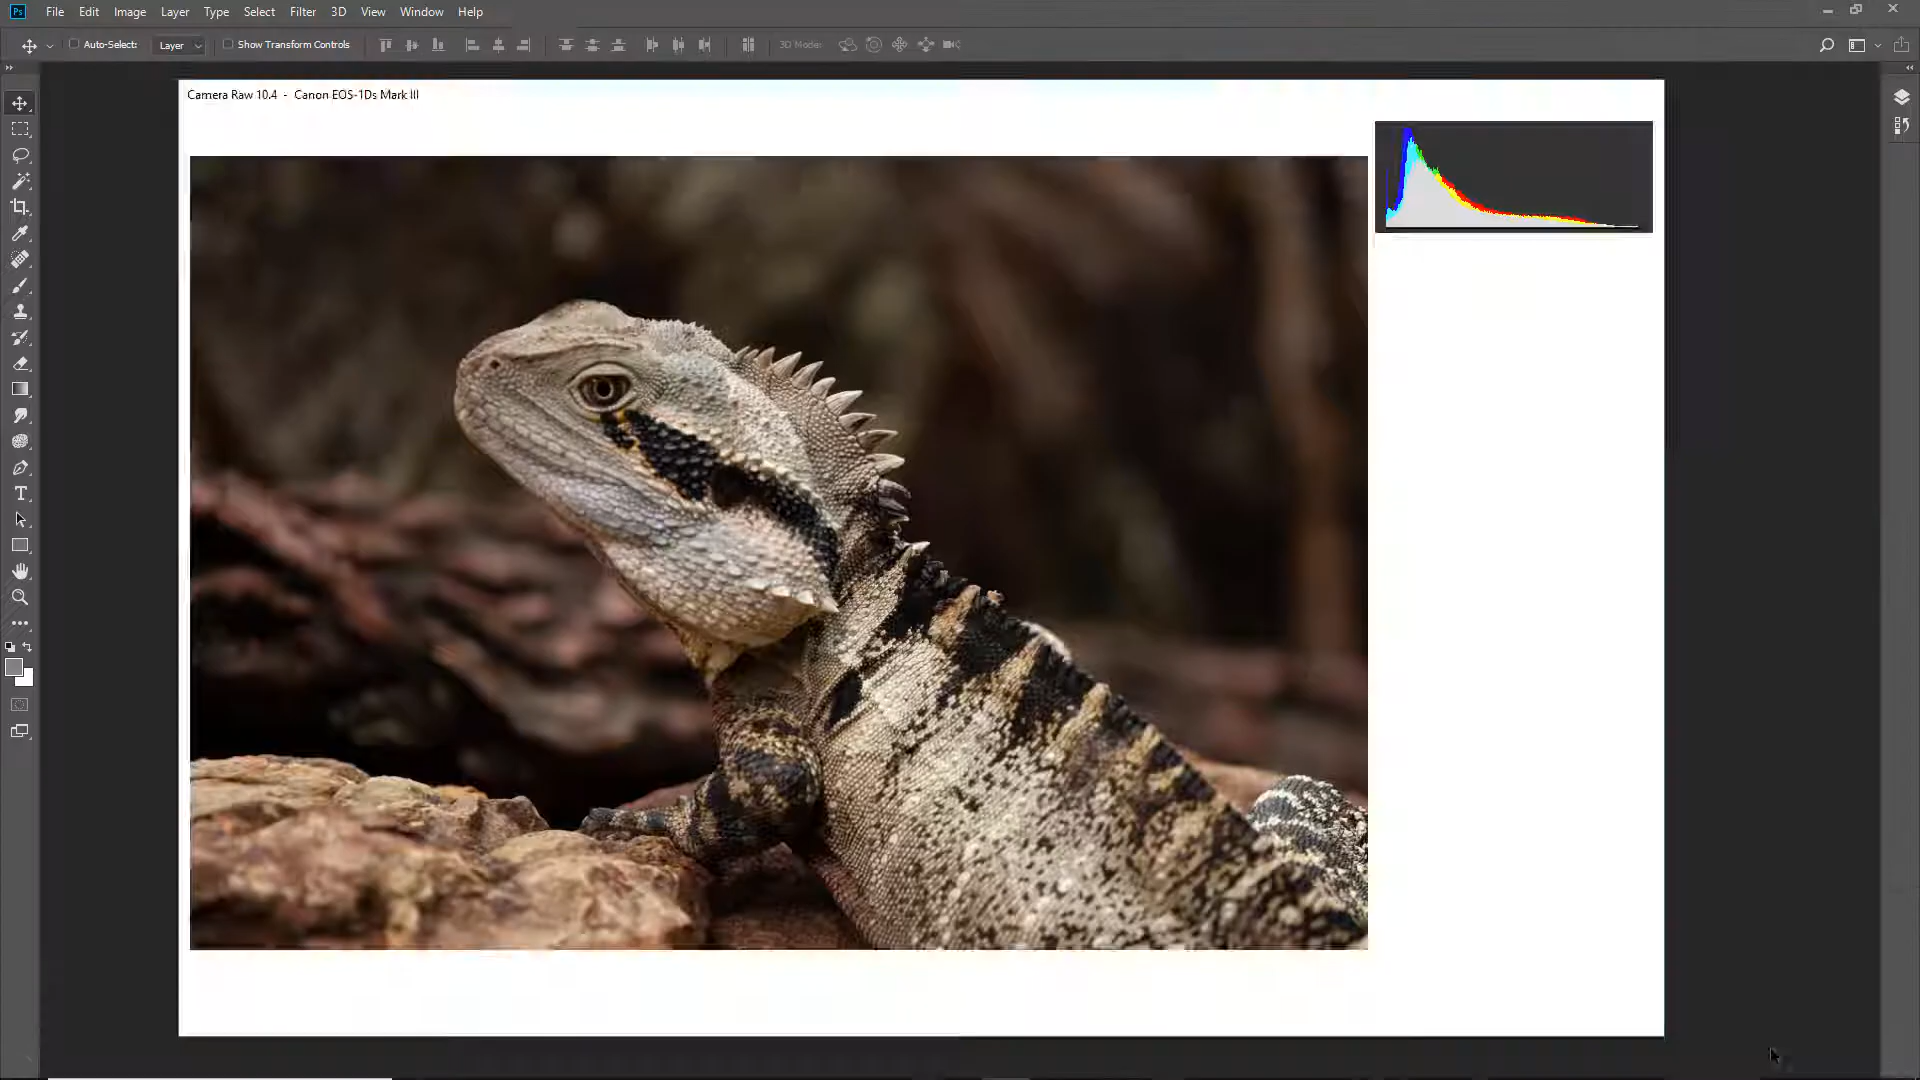 Ps File Edit Image Layer Type Select Filter 3D View Window Help
Auto-Select: Layer Show Transform Controls 3D Mode:
Camera Raw 10.4 - Canon EOS-1Ds Mark III
T